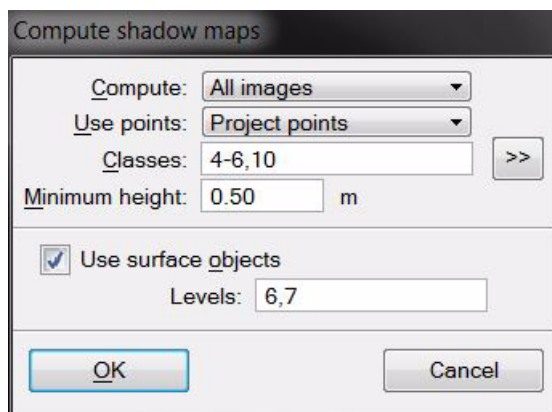 Compute shadow maps
Compute: All images
Use points: Project points
Classes: 4-6,10 >>
Minimum height: 0.50 m
Use surface objects
Levels: 6,7
OK Cancel